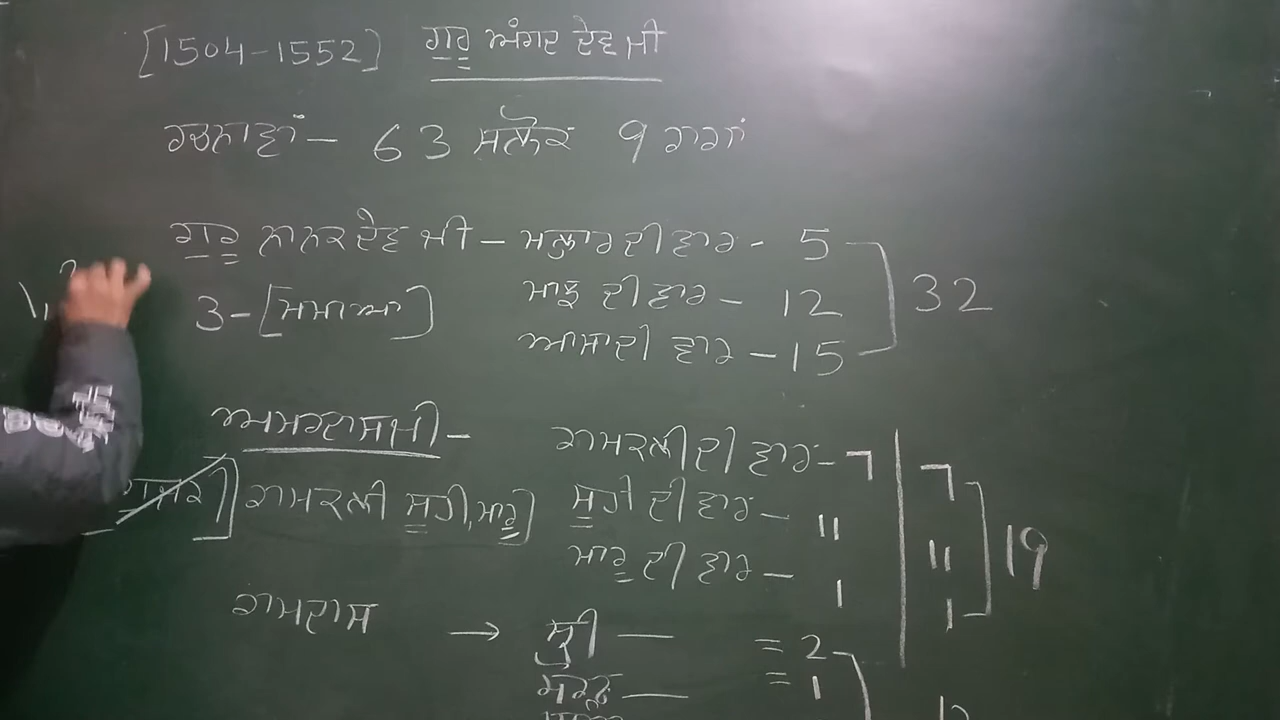 [1504-1552] ਗੁਰੂ ਅੰਗਦ ਦੇਵ ਜੀ
ਰਚਨਾਵਾਂ - 63 ਸਲੋਕ 9 ਰਾਗਾਂ
ਗੁਰੂ ਨਾਨਕ ਦੇਵ ਜੀ - ਮਲ੍ਹਾਰ ਦੀ ਵਾਰ - 5
3 - [ਸਮਾਆ] ਮਾਝ ਦੀ ਵਾਰ - 12 32
ਆਸਾ ਦੀ ਵਾਰ - 15
ਅਮਰਦਾਸ ਜੀ - ਰਾਮਕਲੀ ਦੀ ਵਾਰ - 7 7
ਰਾਮਕਲੀ ਸੂਹੀ, ਮਾਰੂ] ਸੂਹੀ ਦੀ ਵਾਰ - 11 11 19
ਮਾਰੂ ਦੀ ਵਾਰ - 1 1
ਰਾਮਦਾਸ → ਸ੍ਰੀ — = 2
— = 1